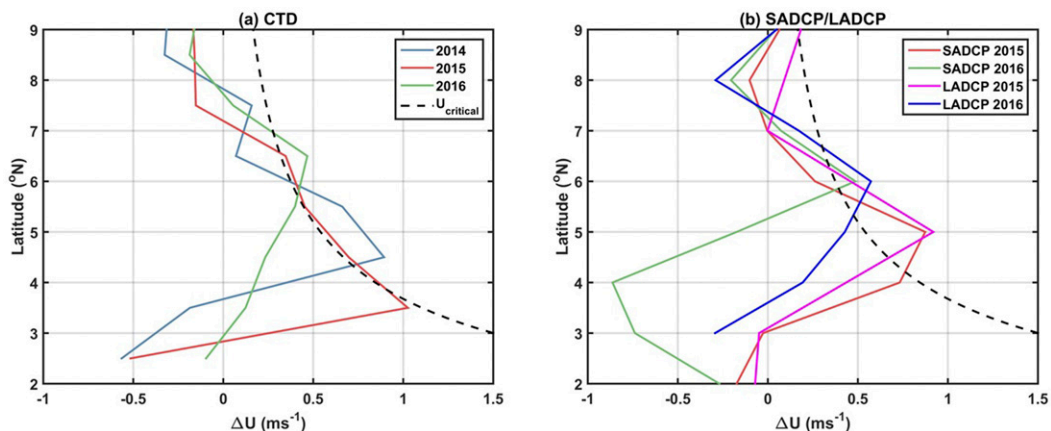 (a) CTD
9
8
7
6
5
4
3
2
Latitude (°N)
-1 -0.5 0 0.5 1 1.5
ΔU (ms⁻¹)
2014
2015
2016
U_critical
(b) SADCP/LADCP
9
8
7
6
5
4
3
2
Latitude (°N)
-1 -0.5 0 0.5 1 1.5
ΔU (ms⁻¹)
SADCP 2015
SADCP 2016
LADCP 2015
LADCP 2016